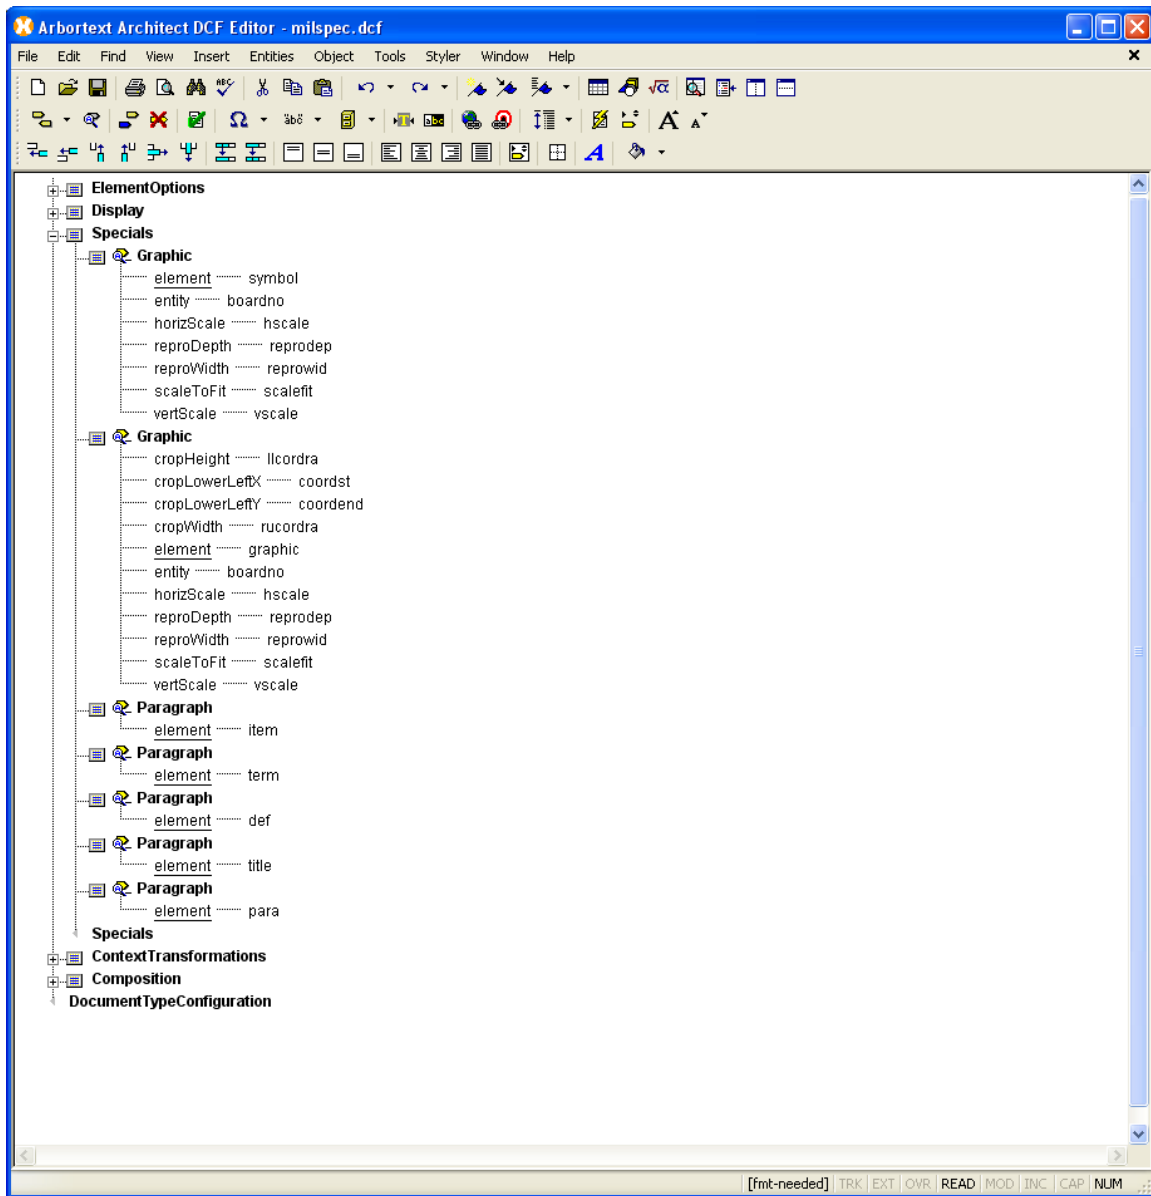 Arbortext Architect DCF Editor - milspec.dcf
File Edit Find View Insert Entities Object Tools Styler Window Help
ElementOptions
Display
Specials
Graphic
element symbol
entity boardno
horizScale hscale
reproDepth reprodep
reproWidth reprowid
scaleToFit scalefit
vertScale vscale
Graphic
cropHeight llcordra
cropLowerLeftX coordst
cropLowerLeftY coordend
cropWidth rucordra
element graphic
entity boardno
horizScale hscale
reproDepth reprodep
reproWidth reprowid
scaleToFit scalefit
vertScale vscale
Paragraph
element item
Paragraph
element term
Paragraph
element def
Paragraph
element title
Paragraph
element para
Specials
ContextTransformations
Composition
DocumentTypeConfiguration
[fmt-needed] TRK EXT OVR READ MOD INC CAP NUM